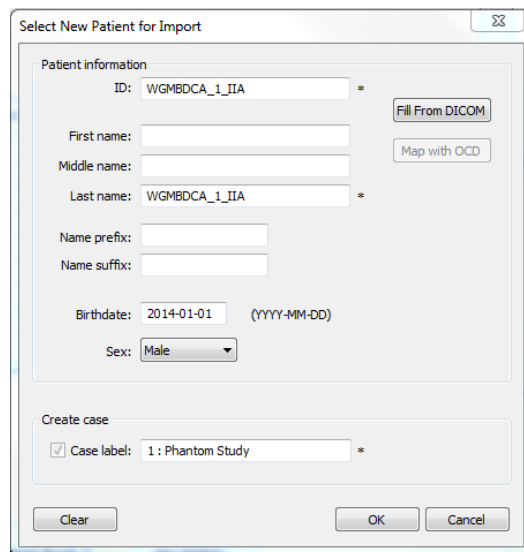 Select New Patient for Import
Patient information
ID: WGMBDCA_1_IIA *
Fill From DICOM
First name:
Map with OCD
Middle name:
Last name: WGMBDCA_1_IIA *
Name prefix:
Name suffix:
Birthdate: 2014-01-01 (YYYY-MM-DD)
Sex: Male
Create case
Case label: 1 : Phantom Study *
Clear OK Cancel